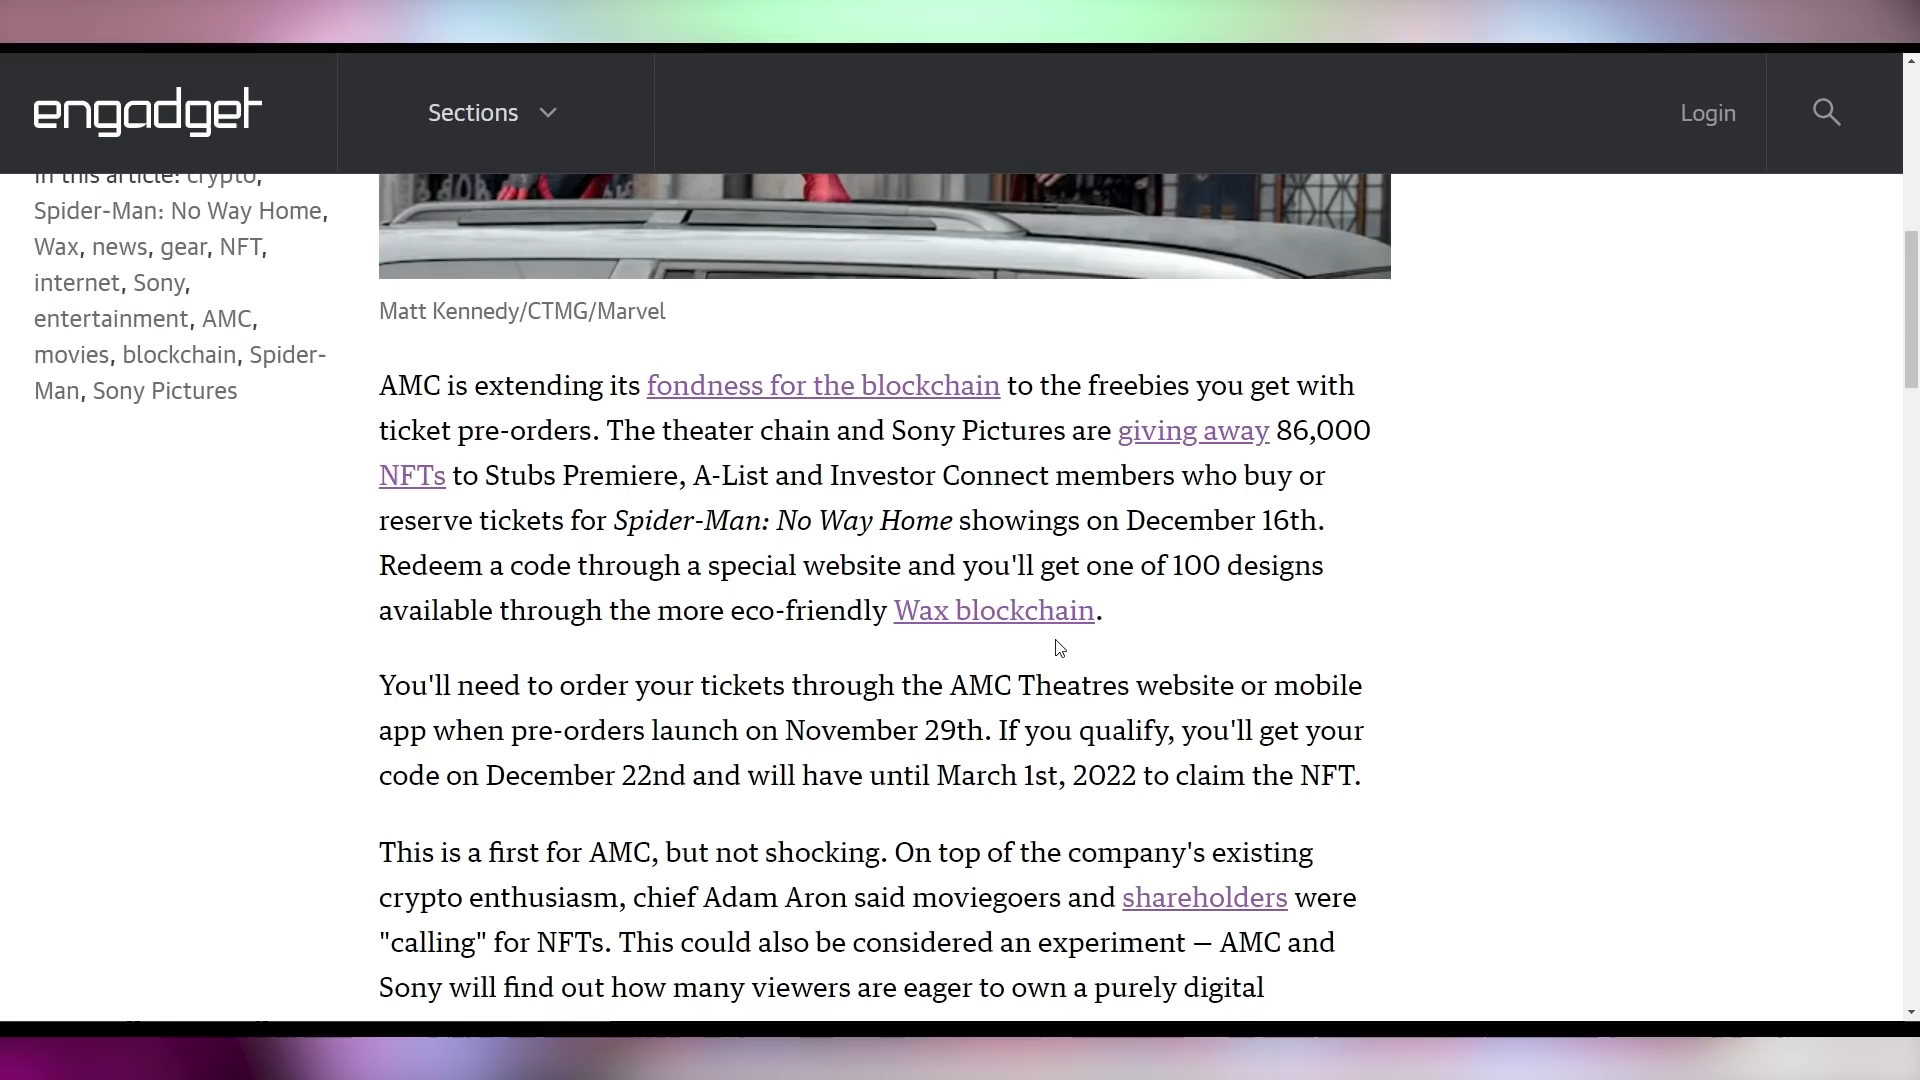 engadget
Sections
Login
In this article: crypto,
Spider-Man: No Way Home,
Wax, news, gear, NFT,
internet, Sony,
entertainment, AMC,
movies, blockchain, Spider-
Man, Sony Pictures
Matt Kennedy/CTMG/Marvel
AMC is extending its fondness for the blockchain to the freebies you get with
ticket pre-orders. The theater chain and Sony Pictures are giving away 86,000
NFTs to Stubs Premiere, A-List and Investor Connect members who buy or
reserve tickets for Spider-Man: No Way Home showings on December 16th.
Redeem a code through a special website and you'll get one of 100 designs
available through the more eco-friendly Wax blockchain.
You'll need to order your tickets through the AMC Theatres website or mobile
app when pre-orders launch on November 29th. If you qualify, you'll get your
code on December 22nd and will have until March 1st, 2022 to claim the NFT.
This is a first for AMC, but not shocking. On top of the company's existing
crypto enthusiasm, chief Adam Aron said moviegoers and shareholders were
"calling" for NFTs. This could also be considered an experiment — AMC and
Sony will find out how many viewers are eager to own a purely digital